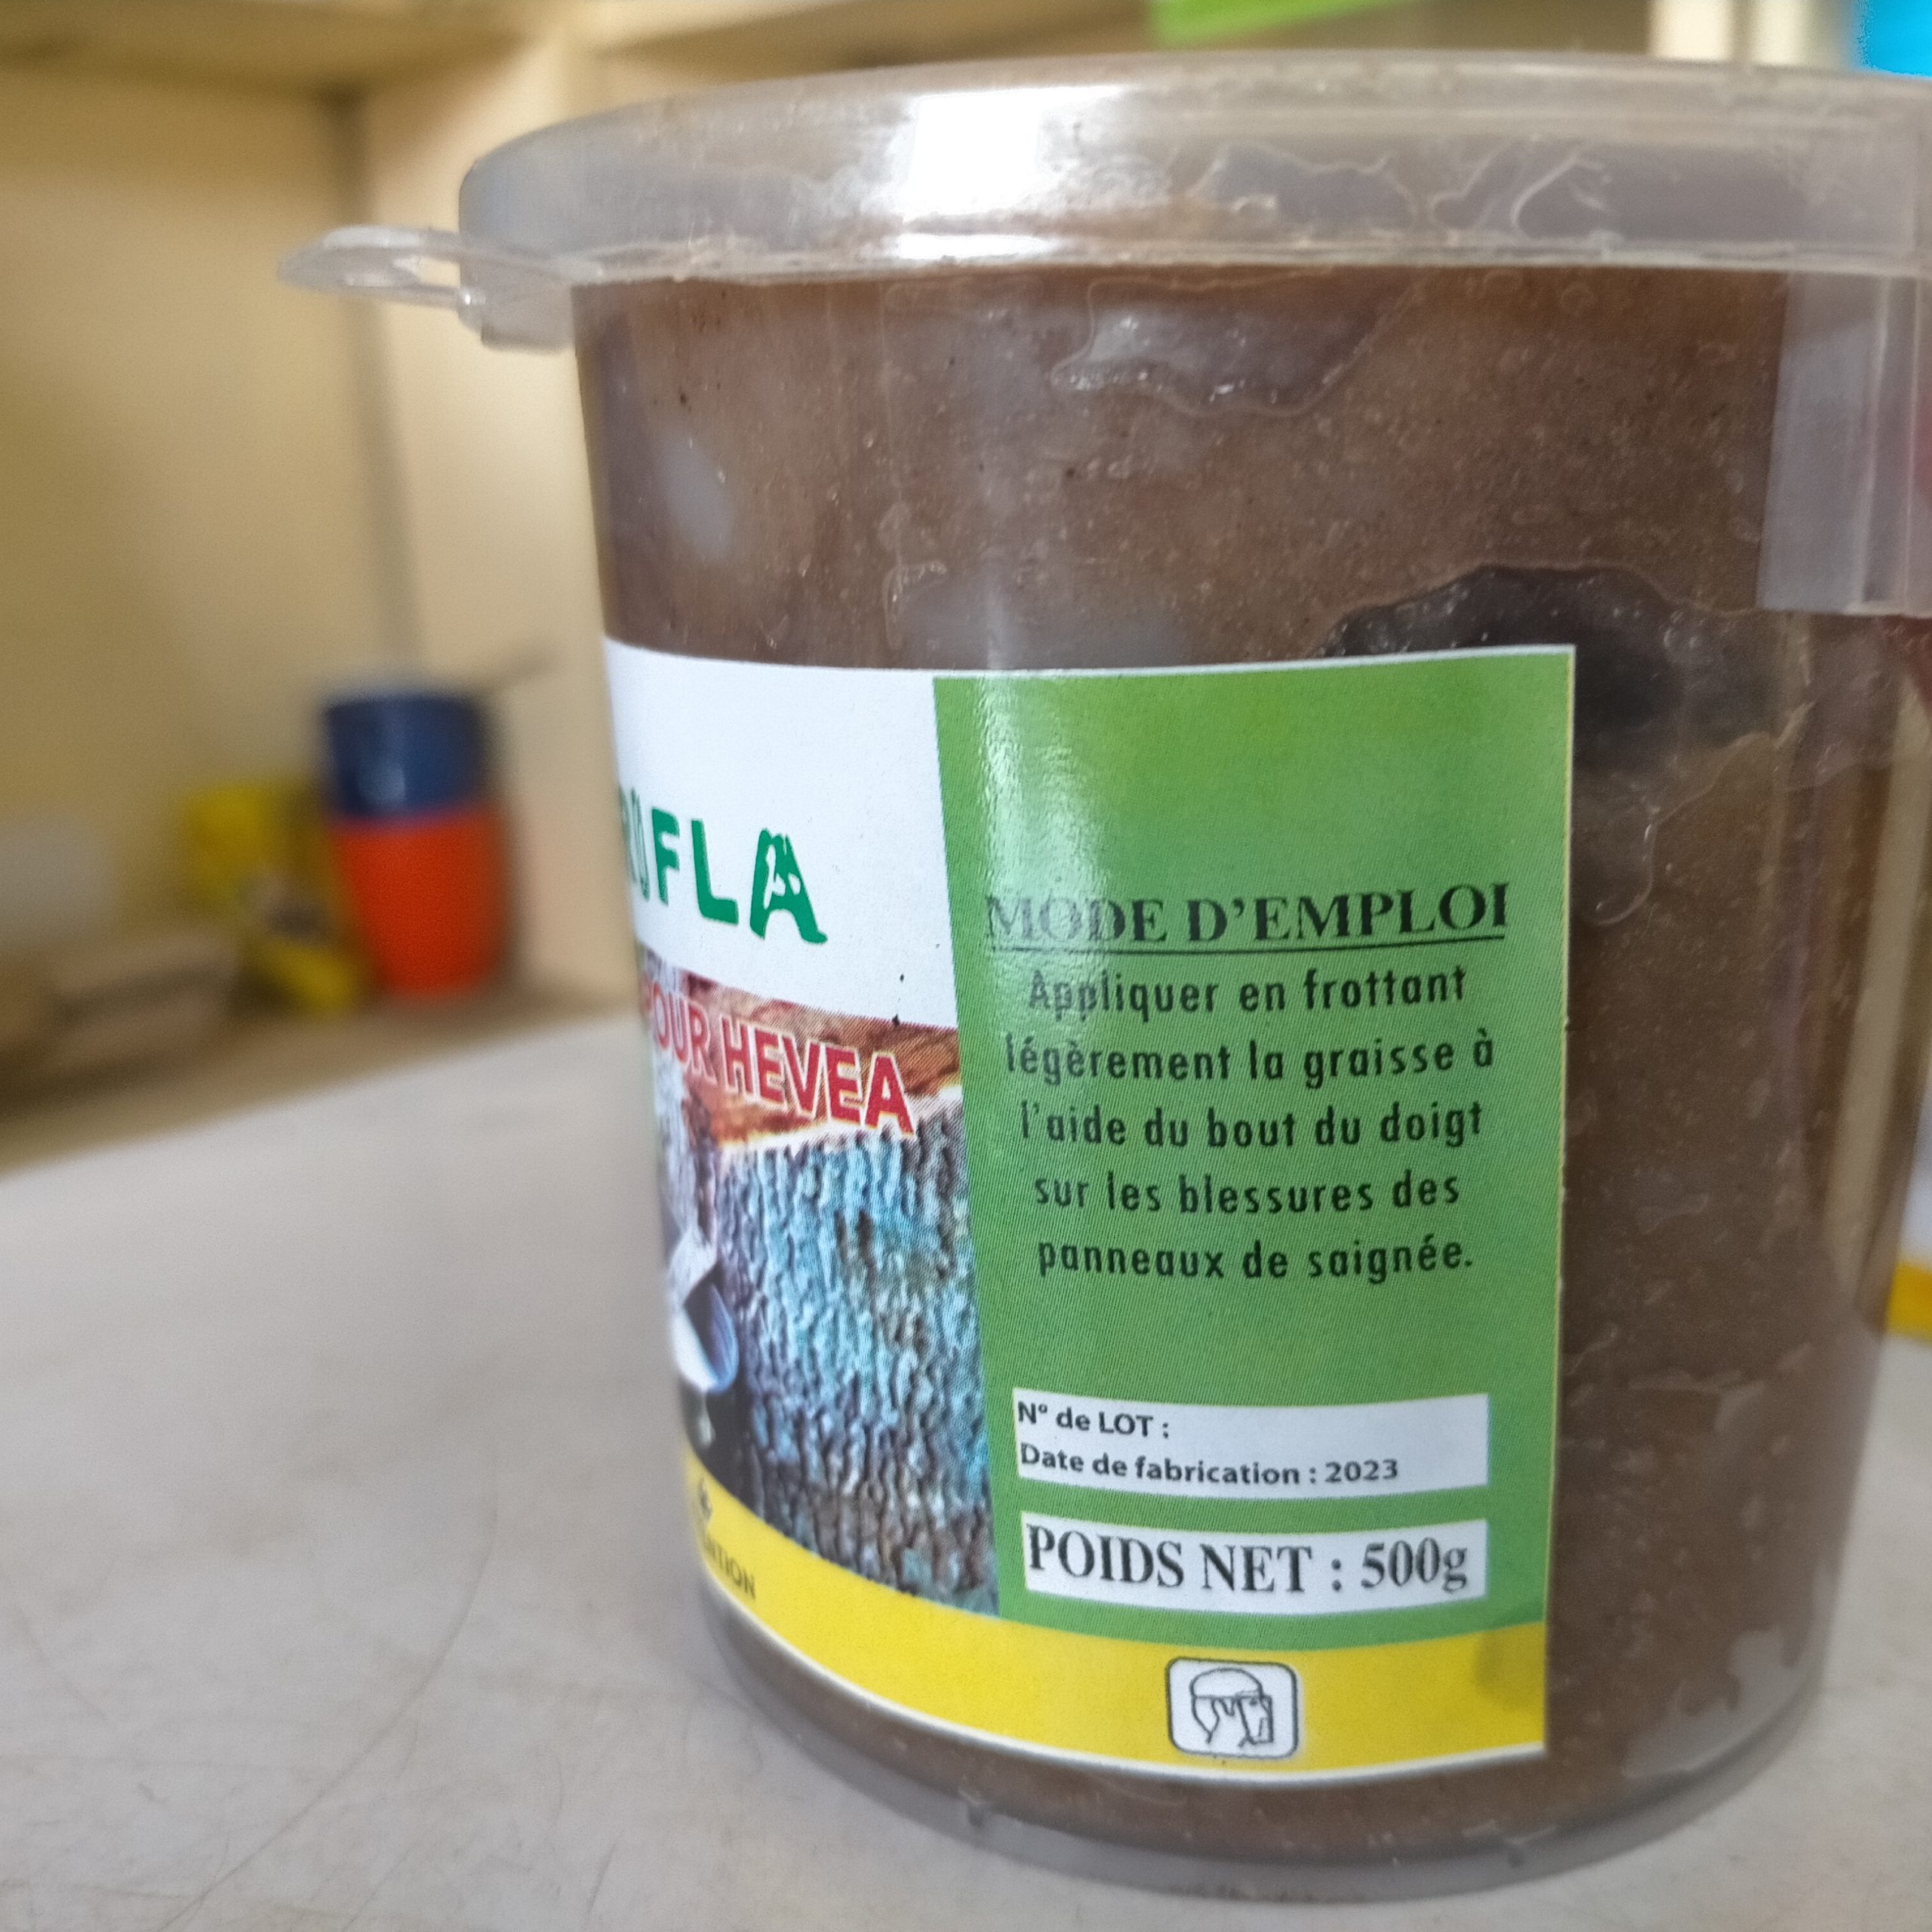 FLA
POUR HEVEA
MODE D'EMPLOI
Appliquer en frottant
légèrement la graisse à
l'aide du bout du doigt
sur les blessures des
panneaux de saignée.
N° de LOT :
Date de fabrication : 2023
POIDS NET : 500g